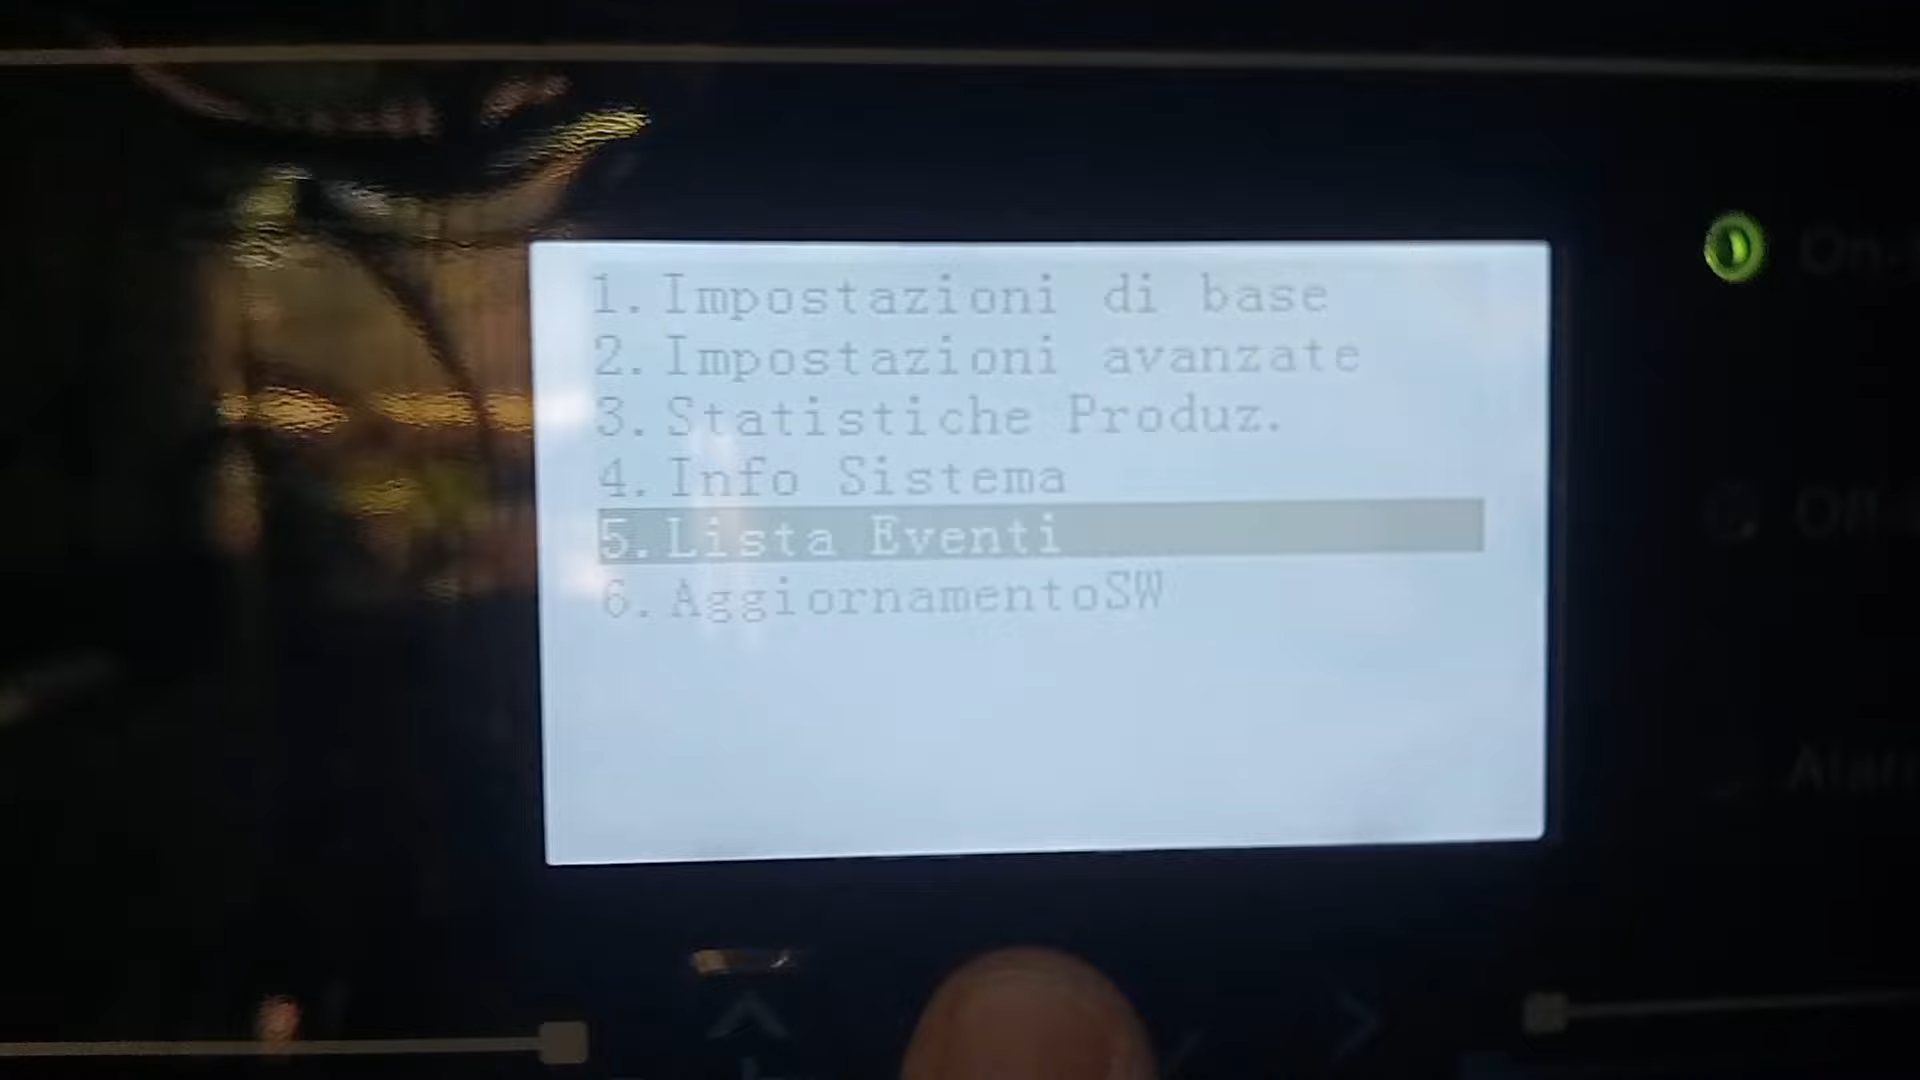 1.Impostazioni di base
2.Impostazioni avanzate
3.Statistiche Produz.
4.Info Sistema
5.Lista Eventi
6.AggiornamentoSW